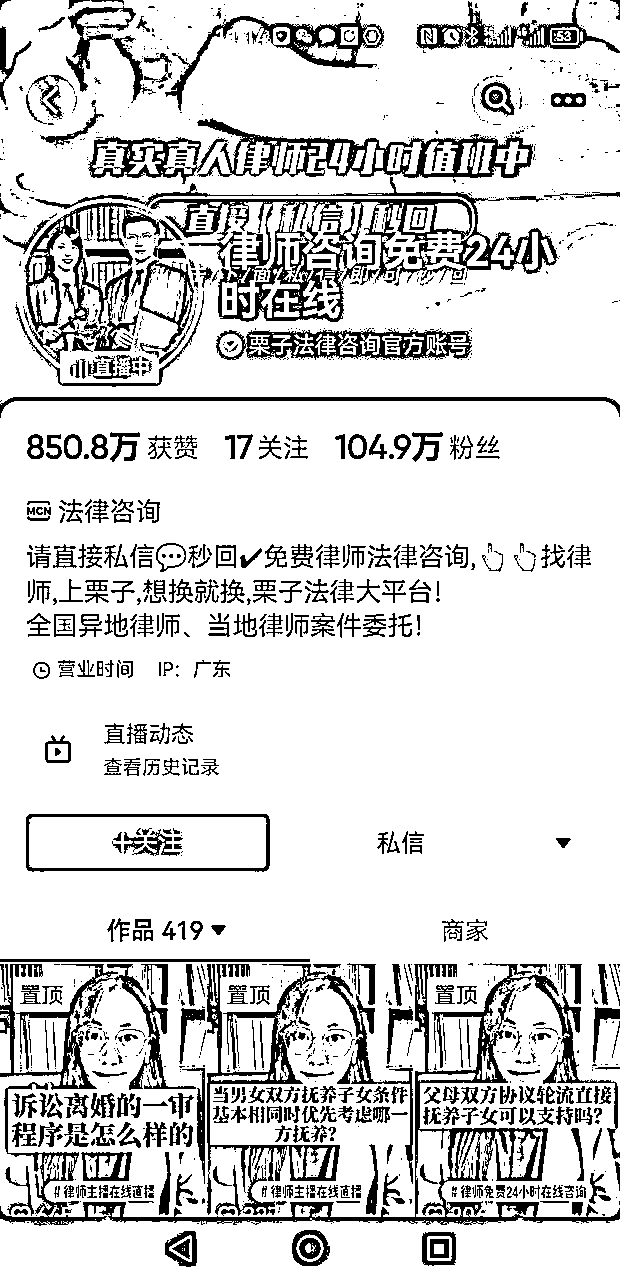 53
真实真人律师24小时值班中
直接【私信】秒回
律师咨询免费24小
时在线
栗子法律咨询官方账号
直播中
850.8万 获赞 17 关注 104.9万 粉丝
MCN 法律咨询
请直接私信💬秒回✔免费律师法律咨询,👆👆找律
师,上栗子,想换就换,栗子法律大平台!
全国异地律师、当地律师案件委托!
营业时间 IP：广东
直播动态
查看历史记录
+关注 私信
作品 419 商家
置顶 置顶 置顶
诉讼离婚的一审
程序是怎么样的
#律师主播在线直播
当男女双方抚养子女条件
基本相同时优先考虑哪一
方抚养？
#律师主播在线直播
父母双方协议轮流直接
抚养子女可以支持吗？
#律师免费24小时在线咨询